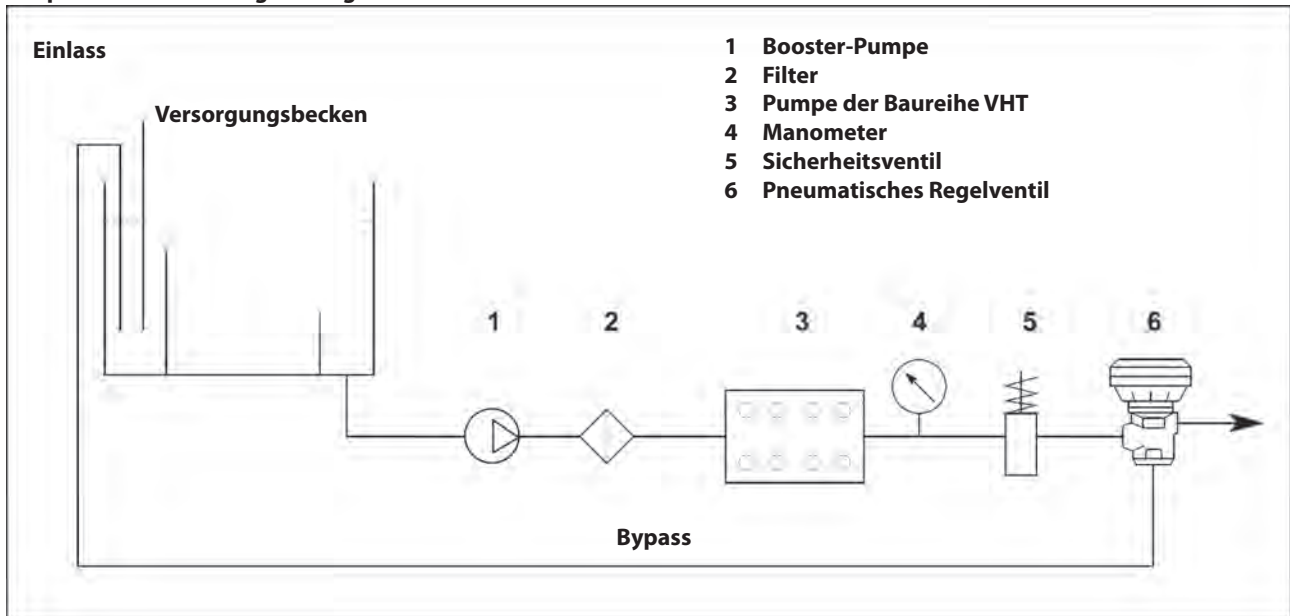 Einlass
Versorgungsbecken
1 Booster-Pumpe
2 Filter
3 Pumpe der Baureihe VHT
4 Manometer
5 Sicherheitsventil
6 Pneumatisches Regelventil
1 2 3 4 5 6
Bypass